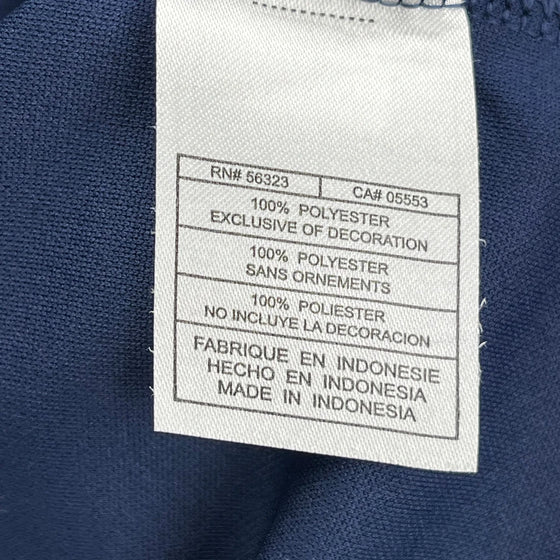 RN# 56323 CA# 05553
100% POLYESTER
EXCLUSIVE OF DECORATION
100% POLYESTER
SANS ORNEMENTS
100% POLIESTER
NO INCLUYE LA DECORACION
FABRIQUE EN INDONESIE
HECHO EN INDONESIA
MADE IN INDONESIA